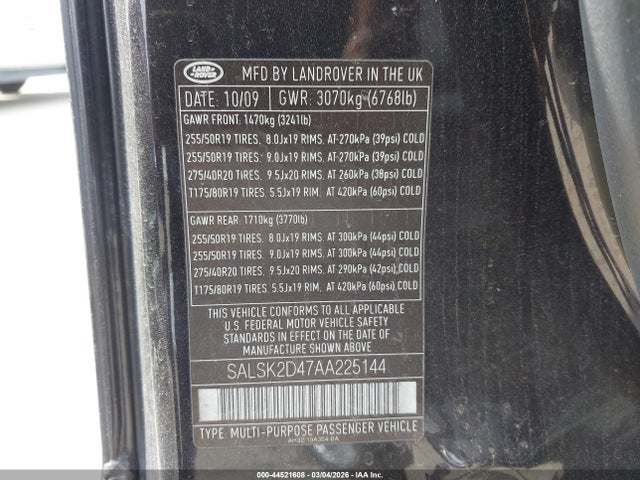 LAND ROVER
MFD BY LANDROVER IN THE UK
DATE: 10/09 GWR: 3070kg (6768lb)
GAWR FRONT: 1470kg (3241lb)
255/50R19 TIRES. 8.0Jx19 RIMS. AT-270kPa (39psi) COLD
255/50R19 TIRES. 9.0Jx19 RIMS. AT-270kPa (39psi) COLD
275/40R20 TIRES. 9.5Jx20 RIMS. AT 260kPa (38psi) COLD
T175/80R19 TIRES. 5.5Jx19 RIM. AT 420kPa (60psi) COLD
GAWR REAR: 1710kg (3770lb)
255/50R19 TIRES. 8.0Jx19 RIMS. AT 300kPa (44psi) COLD
255/50R19 TIRES. 9.0Jx19 RIMS. AT 300kPa (44psi) COLD
275/40R20 TIRES. 9.5Jx20 RIMS. AT 290kPa (42psi) COLD
T175/80R19 TIRES. 5.5Jx19 RIM. AT 420kPa (60psi) COLD
THIS VEHICLE CONFORMS TO ALL APPLICABLE
U.S. FEDERAL MOTOR VEHICLE SAFETY
STANDARDS IN EFFECT ON THE DATE OF
MANUFACTURE SHOWN ABOVE
SALSK2D47AA225144
TYPE: MULTI-PURPOSE PASSENGER VEHICLE
000-44521608 - 03/04/2026 - IAAI.COM